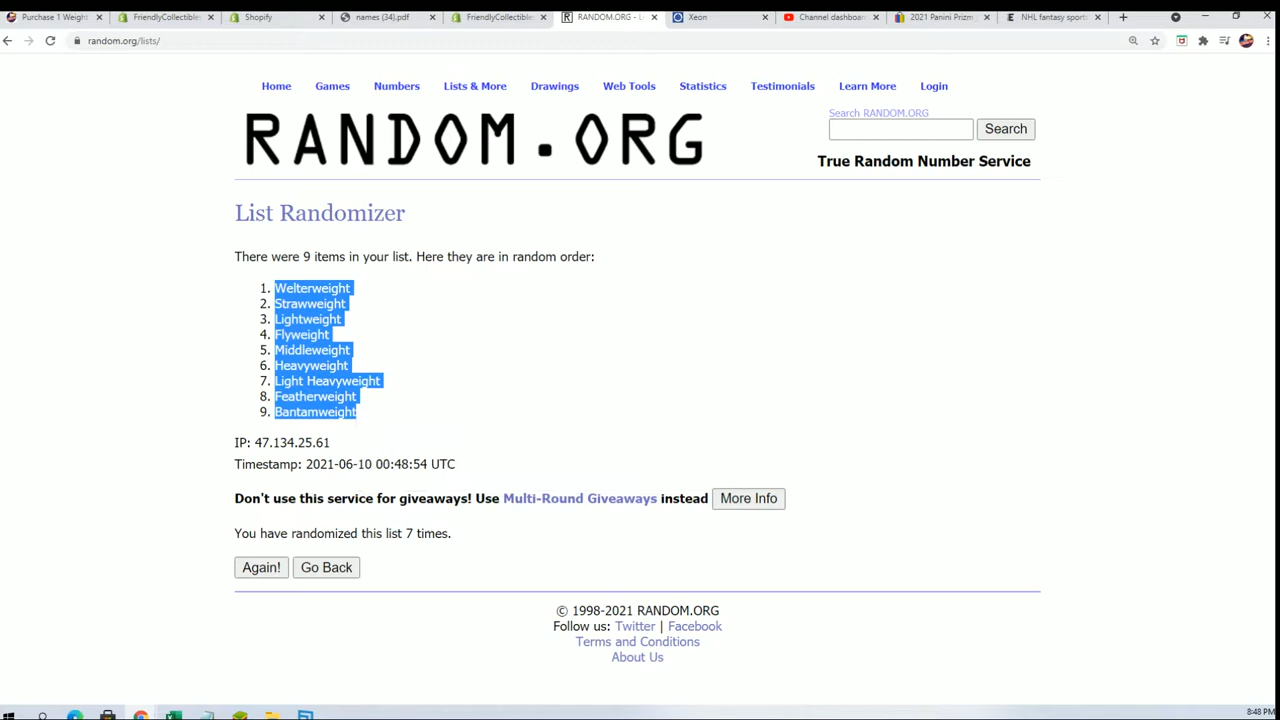 Purchase 1 Weight
FriendlyCollectibles
Shopify
names (34).pdf
FriendlyCollectibles
RANDOM.ORG - L
Xeon
Channel dashboar
2021 Panini Prizm
NHL fantasy sport
random.org/lists/
Home Games Numbers Lists & More Drawings Web Tools Statistics Testimonials Learn More Login
RANDOM.ORG
Search RANDOM.ORG
Search
True Random Number Service
List Randomizer
There were 9 items in your list. Here they are in random order:
1. Welterweight
2. Strawweight
3. Lightweight
4. Flyweight
5. Middleweight
6. Heavyweight
7. Light Heavyweight
8. Featherweight
9. Bantamweight
IP: 47.134.25.61
Timestamp: 2021-06-10 00:48:54 UTC
Don't use this service for giveaways! Use Multi-Round Giveaways instead More Info
You have randomized this list 7 times.
Again! Go Back
© 1998-2021 RANDOM.ORG
Follow us: Twitter | Facebook
Terms and Conditions
About Us
8:48 PM